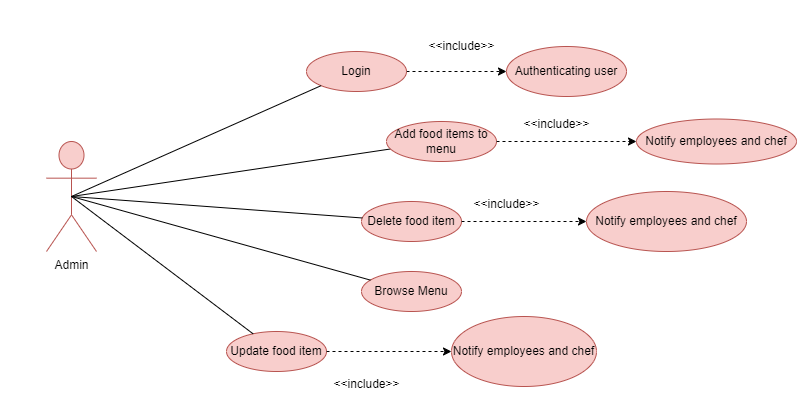 <<include>>
Login
Authenticating user
<<include>>
Add food items to
menu
Notify employees and chef
<<include>>
Delete food item
Notify employees and chef
Admin
Browse Menu
Update food item
Notify employees and chef
<<include>>